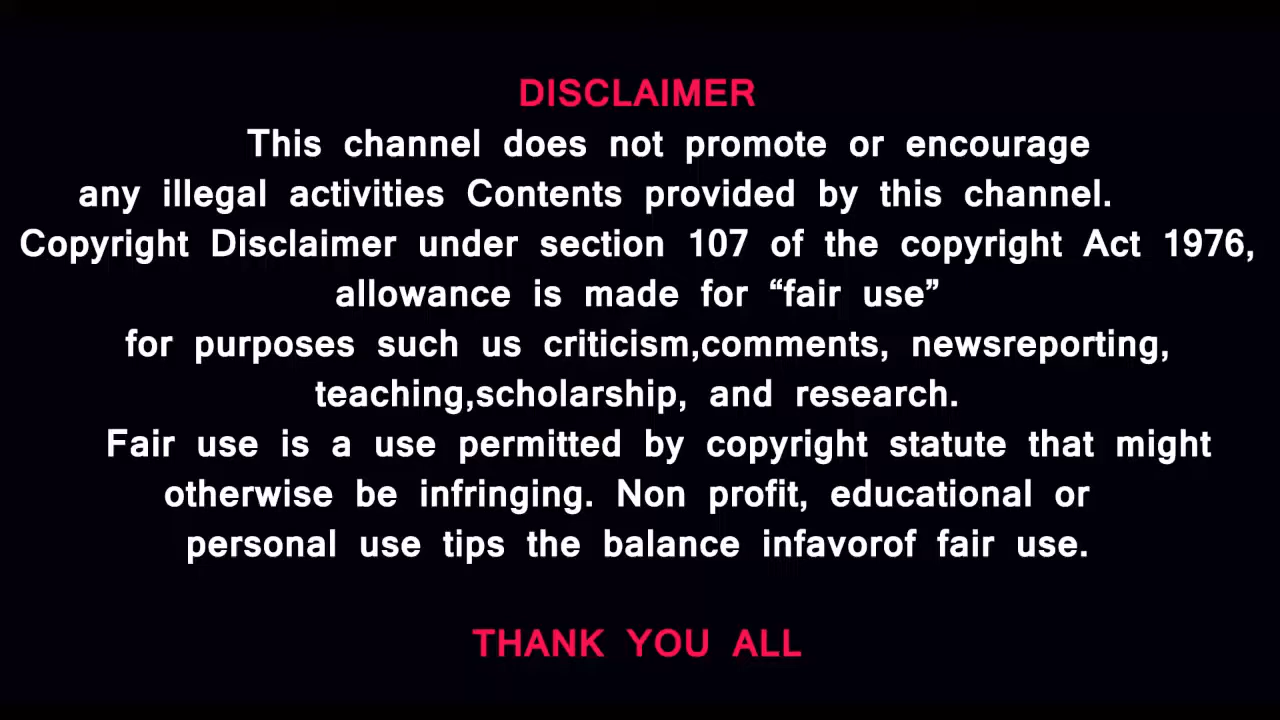 DISCLAIMER
This channel does not promote or encourage
any illegal activities Contents provided by this channel.
Copyright Disclaimer under section 107 of the copyright Act 1976,
allowance is made for “fair use”
for purposes such us criticism,comments, newsreporting,
teaching,scholarship, and research.
Fair use is a use permitted by copyright statute that might
otherwise be infringing. Non profit, educational or
personal use tips the balance infavorof fair use.
THANK YOU ALL